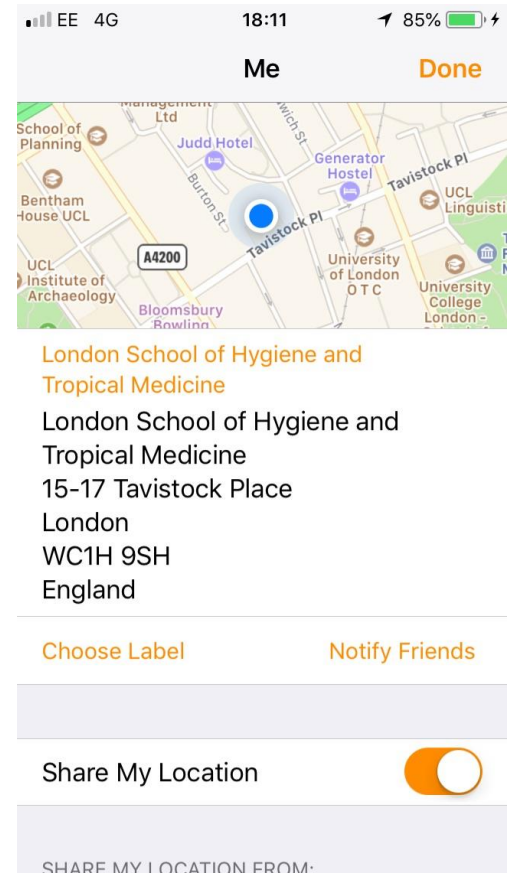 EE 4G 18:11 85%
Me Done
Management
Ltd
School of
Planning
Judd Hotel
Generator
Hostel
Tavistock Pl
Burton St
Bentham
House UCL
UCL
Linguisti
A4200
Tavistock Pl
UCL
Institute of
Archaeology
University
of London
O T C
University
College
London -
Bloomsbury
Bowling
London School of Hygiene and
Tropical Medicine
London School of Hygiene and
Tropical Medicine
15-17 Tavistock Place
London
WC1H 9SH
England
Choose Label Notify Friends
Share My Location
SHARE MY LOCATION FROM: